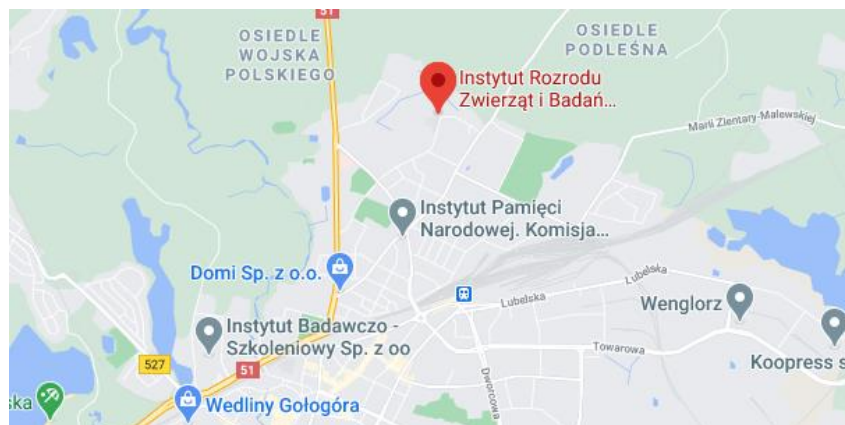 51
OSIEDLE
WOJSKA
POLSKIEGO
OSIEDLE
PODLEŚNA
Instytut Rozrodu
Zwierząt i Badań...
Marii Zientary-Malewskiej
Instytut Pamięci
Narodowej. Komisja...
Domi Sp. z o.o.
Lubelska
Lubelska
Wenglorz
Instytut Badawczo -
Szkoleniowy Sp. z oo
Towarowa
Koopress s
527
51
Dworcowa
ska
Wedliny Gołogóra